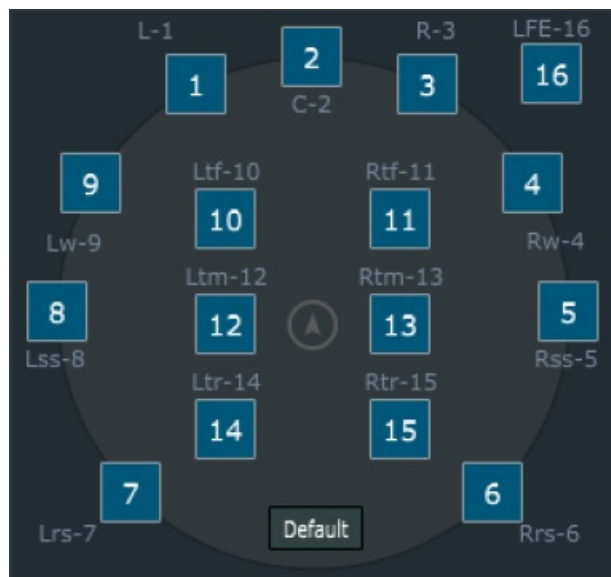 L-1
R-3
LFE-16
1
2
3
16
C-2
9
Ltf-10
Rtf-11
4
10
11
Lw-9
Rw-4
Ltm-12
Rtm-13
8
12
13
5
Lss-8
Rss-5
Ltr-14
Rtr-15
14
15
7
6
Lrs-7
Default
Rrs-6